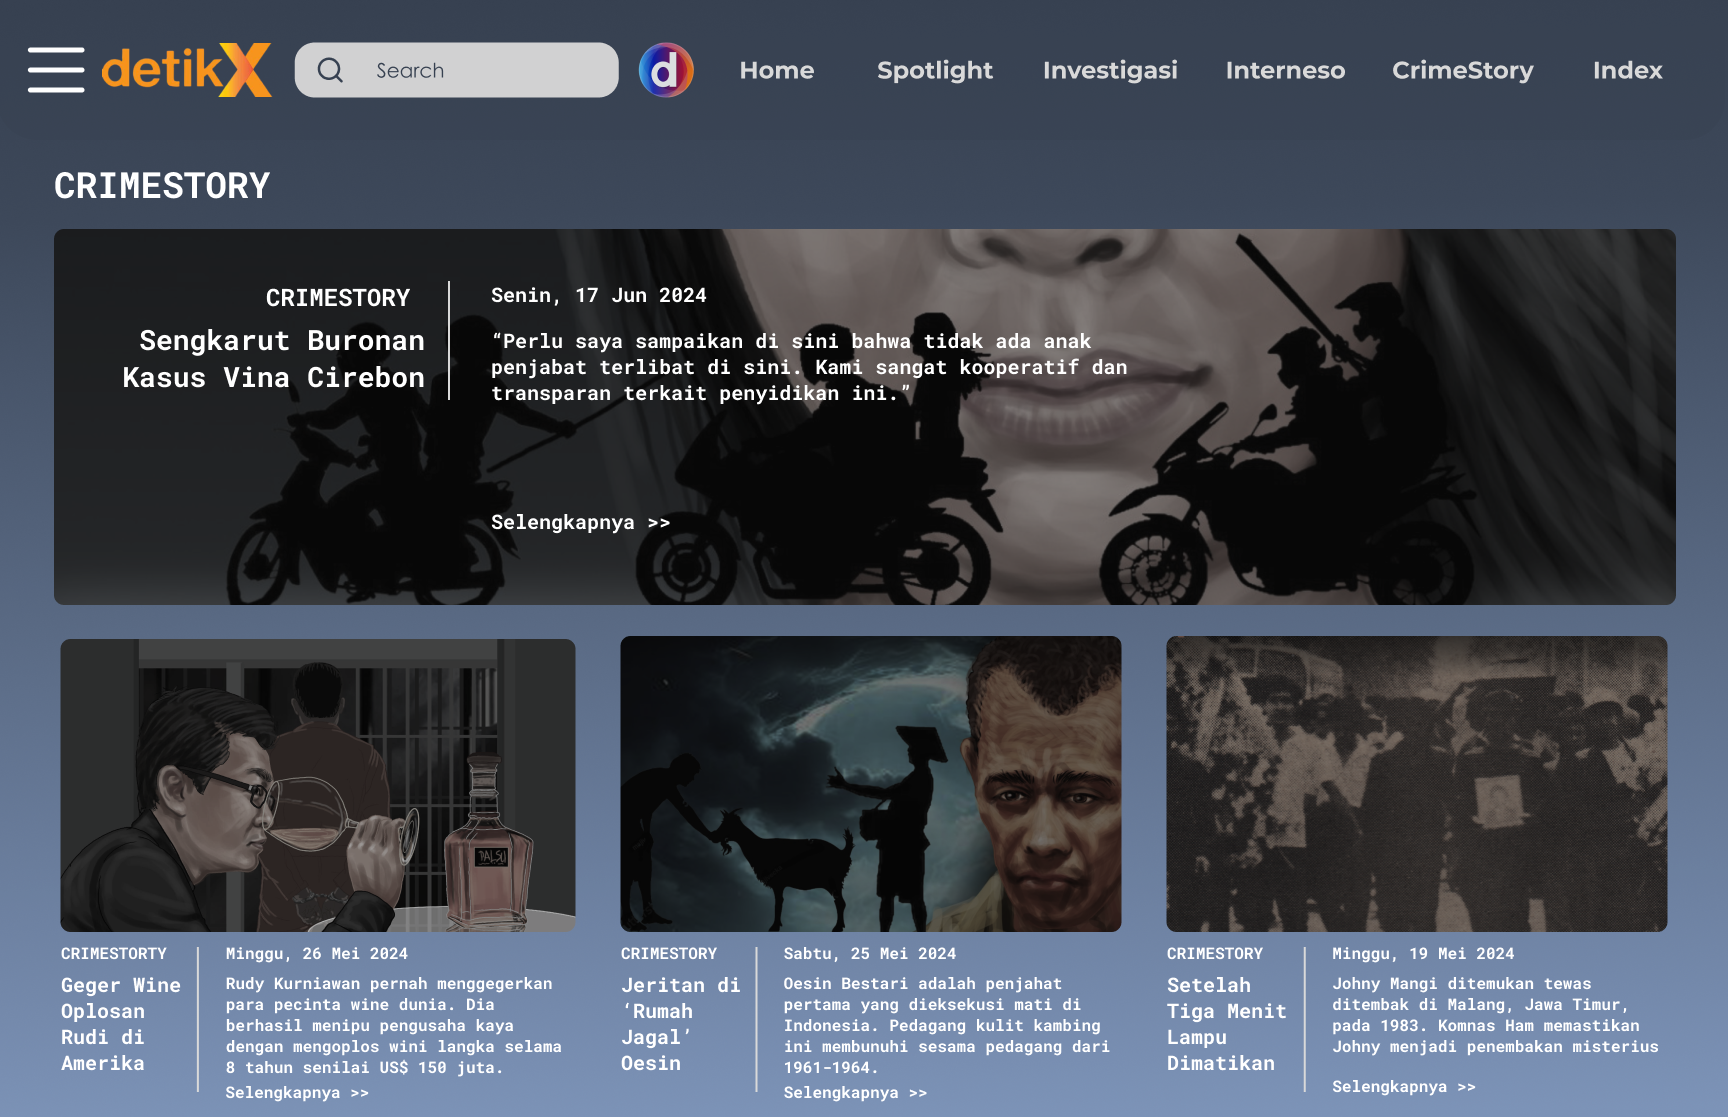 detikX
Search
d
Home
Spotlight
Investigasi
Interneso
CrimeStory
Index
CRIMESTORY
CRIMESTORY
Sengkarut Buronan
Kasus Vina Cirebon
Senin, 17 Jun 2024
“Perlu saya sampaikan di sini bahwa tidak ada anak
penjabat terlibat di sini. Kami sangat kooperatif dan
transparan terkait penyidikan ini.”
Selengkapnya >>
PALSU
CRIMESTORTY
Geger Wine
Oplosan
Rudi di
Amerika
Minggu, 26 Mei 2024
Rudy Kurniawan pernah menggegerkan
para pecinta wine dunia. Dia
berhasil menipu pengusaha kaya
dengan mengoplos wini langka selama
8 tahun senilai US$ 150 juta.
Selengkapnya >>
CRIMESTORY
Jeritan di
‘Rumah
Jagal’
Oesin
Sabtu, 25 Mei 2024
Oesin Bestari adalah penjahat
pertama yang dieksekusi mati di
Indonesia. Pedagang kulit kambing
ini membunuhi sesama pedagang dari
1961-1964.
Selengkapnya >>
CRIMESTORY
Setelah
Tiga Menit
Lampu
Dimatikan
Minggu, 19 Mei 2024
Johny Mangi ditemukan tewas
ditembak di Malang, Jawa Timur,
pada 1983. Komnas Ham memastikan
Johny menjadi penembakan misterius
Selengkapnya >>